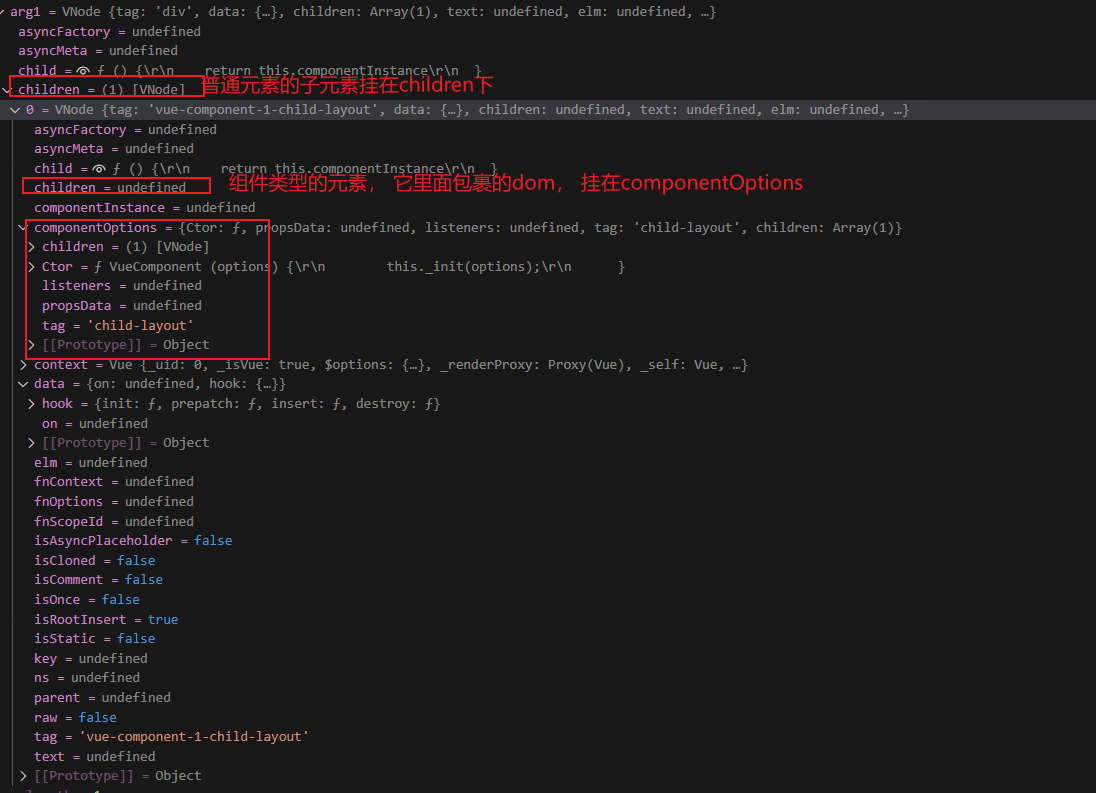 arg1 = VNode {tag: 'div', data: {…}, children: Array(1), text: undefined, elm: undefined, …}
asyncFactory = undefined
asyncMeta = undefined
child = ƒ () {\r\n    return this.componentInstance\r\n  }
children = (1) [VNode] 普通元素的子元素挂在children下
0 = VNode {tag: 'vue-component-1-child-layout', data: {…}, children: undefined, text: undefined, elm: undefined, …}
asyncFactory = undefined
asyncMeta = undefined
child = ƒ () {\r\n    return this.componentInstance\r\n  }
children = undefined 组件类型的元素， 它里面包裹的dom， 挂在componentOptions
componentInstance = undefined
componentOptions = {Ctor: ƒ, propsData: undefined, listeners: undefined, tag: 'child-layout', children: Array(1)}
children = (1) [VNode]
Ctor = ƒ VueComponent (options) {\r\n        this._init(options);\r\n      }
listeners = undefined
propsData = undefined
tag = 'child-layout'
[[Prototype]] = Object
context = Vue {_uid: 0, _isVue: true, $options: {…}, _renderProxy: Proxy(Vue), _self: Vue, …}
data = {on: undefined, hook: {…}}
hook = {init: ƒ, prepatch: ƒ, insert: ƒ, destroy: ƒ}
on = undefined
[[Prototype]] = Object
elm = undefined
fnContext = undefined
fnOptions = undefined
fnScopeId = undefined
isAsyncPlaceholder = false
isCloned = false
isComment = false
isOnce = false
isRootInsert = true
isStatic = false
key = undefined
ns = undefined
parent = undefined
raw = false
tag = 'vue-component-1-child-layout'
text = undefined
[[Prototype]] = Object